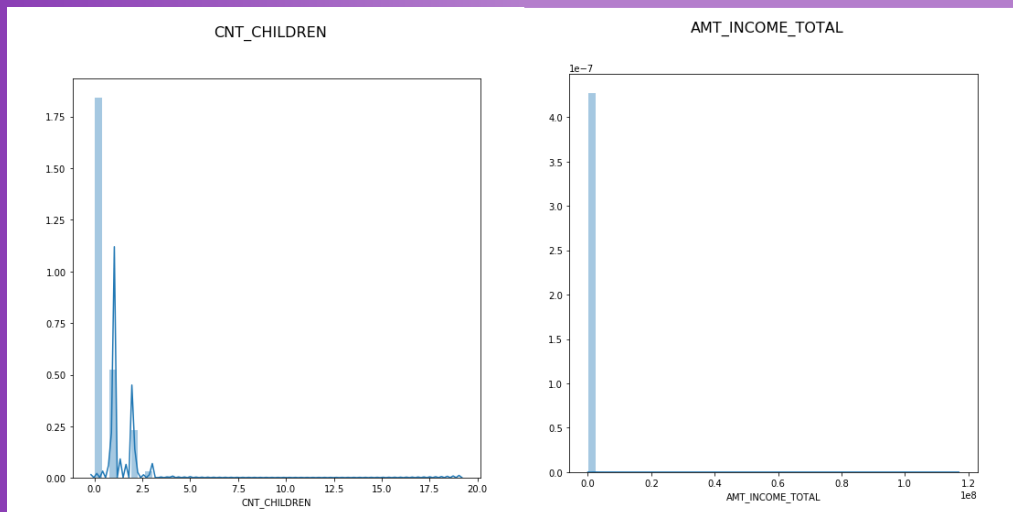 CNT_CHILDREN
1.75
1.50
1.25
1.00
0.75
0.50
0.25
0.00
0.0 2.5 5.0 7.5 10.0 12.5 15.0 17.5 20.0
CNT_CHILDREN
AMT_INCOME_TOTAL
1e−7
4.0
3.5
3.0
2.5
2.0
1.5
1.0
0.5
0.0
0.0 0.2 0.4 0.6 0.8 1.0 1.2
1e8
AMT_INCOME_TOTAL